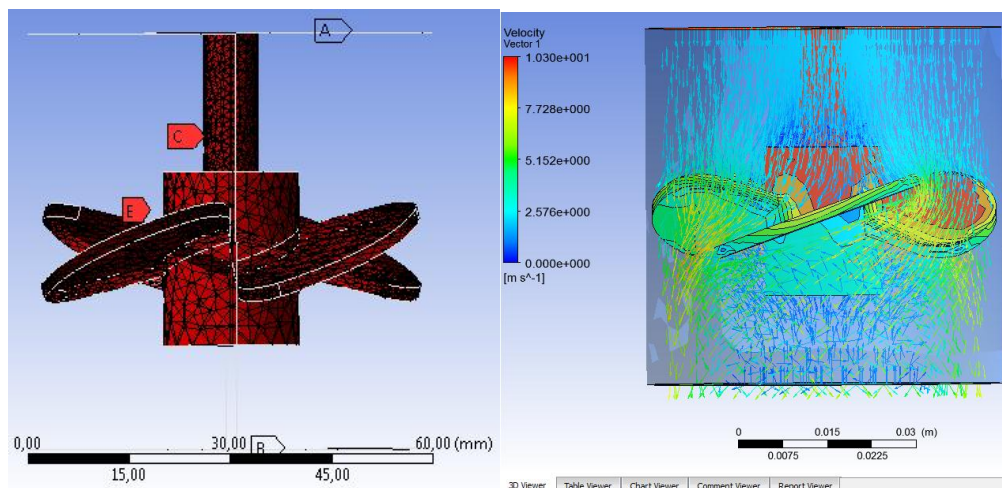 A
C
E
B
0,00 30,00 60,00 (mm)
15,00 45,00
Velocity
Vector 1
1.030e+001
7.728e+000
5.152e+000
2.576e+000
0.000e+000
[m s^-1]
0 0.015 0.03 (m)
0.0075 0.0225
3D Viewer Table Viewer Chart Viewer Comment Viewer Report Viewer